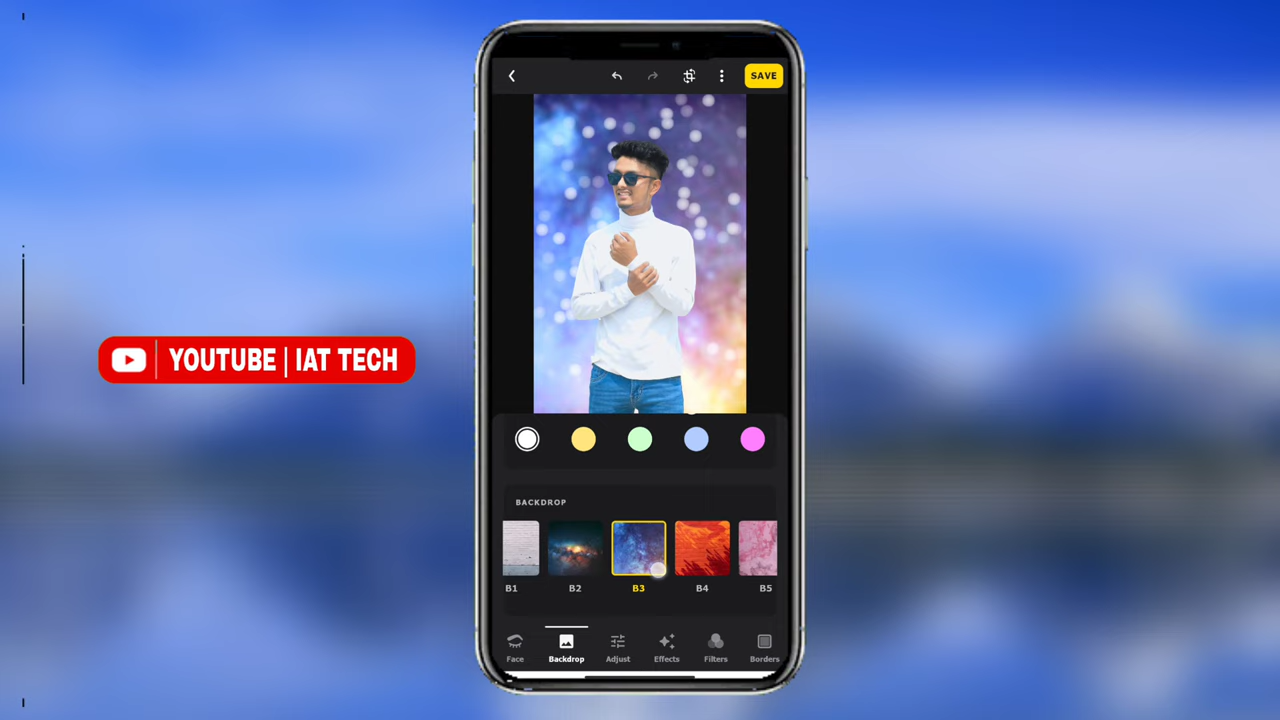 SAVE
YOUTUBE | IAT TECH
BACKDROP
B1 B2 B3 B4 B5
Face Backdrop Adjust Effects Filters Borders